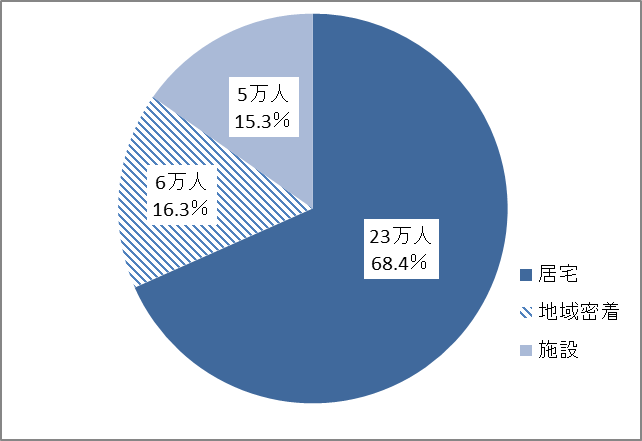 5万人
15.3%
6万人
16.3%
23万人
68.4%
居宅
地域密着
施設